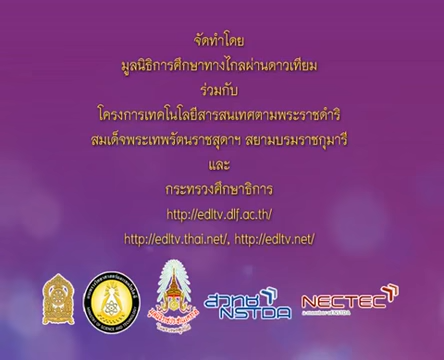 จัดทำโดย
มูลนิธิการศึกษาทางไกลผ่านดาวเทียม
ร่วมกับ
โครงการเทคโนโลยีสารสนเทศตามพระราชดำริ
สมเด็จพระเทพรัตนราชสุดาฯ สยามบรมราชกุมารี
และ
กระทรวงศึกษาธิการ
http://edltv.dlf.ac.th/
http://edltv.thai.net/, http://edltv.net/
สวทช
NSTDA
NECTEC
a member of NSTDA